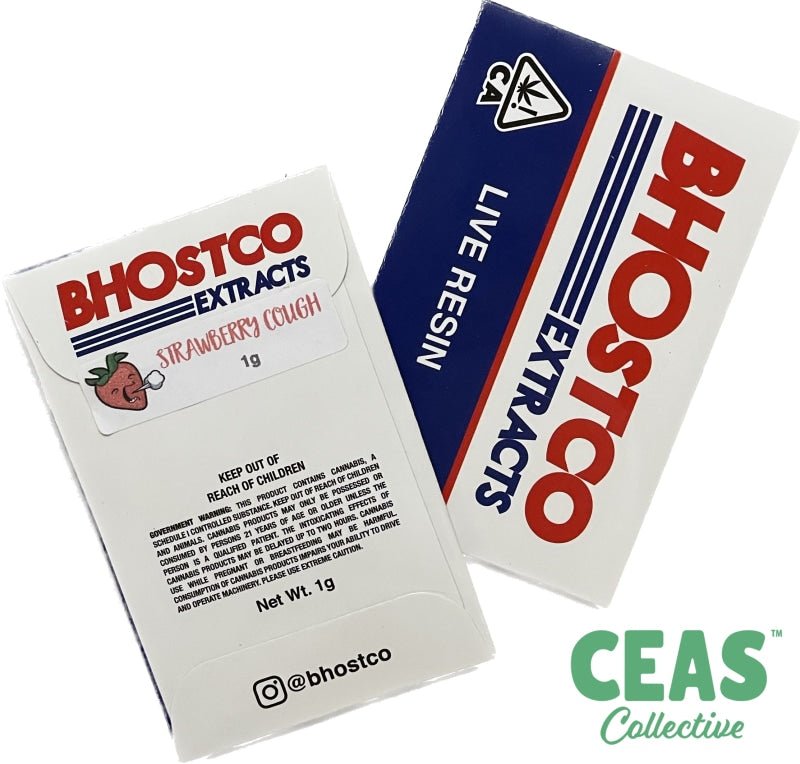 BHOSTCO
EXTRACTS
STRAWBERRY COUGH
1g
KEEP OUT OF
REACH OF CHILDREN
GOVERNMENT WARNING: THIS PRODUCT CONTAINS CANNABIS, A
SCHEDULE I CONTROLLED SUBSTANCE. KEEP OUT OF REACH OF CHILDREN
AND ANIMALS. CANNABIS PRODUCTS MAY ONLY BE POSSESSED OR
CONSUMED BY PERSONS 21 YEARS OF AGE OR OLDER UNLESS THE
PERSON IS A QUALIFIED PATIENT. THE INTOXICATING EFFECTS OF
CANNABIS PRODUCTS MAY BE DELAYED UP TO TWO HOURS. CANNABIS
USE WHILE PREGNANT OR BREASTFEEDING MAY BE HARMFUL.
CONSUMPTION OF CANNABIS PRODUCTS IMPAIRS YOUR ABILITY TO DRIVE
AND OPERATE MACHINERY. PLEASE USE EXTREME CAUTION.
Net Wt. 1g
@bhostco
!
CA
LIVE RESIN
BHOSTCO
EXTRACTS
CEAS™
Collective